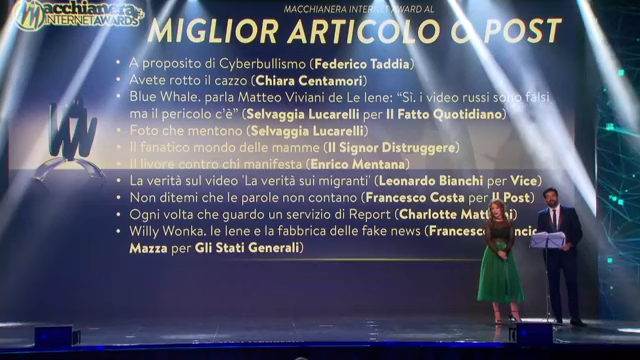 Macchianera
INTERNET AWARDS
MACCHIANERA INTERNET AWARD AL
MIGLIOR ARTICOLO O POST
• A proposito di Cyberbullismo (Federico Taddia)
• Avete rotto il cazzo (Chiara Centamori)
• Blue Whale. parla Matteo Viviani de Le Iene: “Sì. i video russi sono falsi
ma il pericolo c'è” (Selvaggia Lucarelli per Il Fatto Quotidiano)
• Foto che mentono (Selvaggia Lucarelli)
• Il fanatico mondo delle mamme (Il Signor Distruggere)
• Il livore contro chi manifesta (Enrico Mentana)
• La verità sul video 'La verità sui migranti' (Leonardo Bianchi per Vice)
• Non ditemi che le parole non contano (Francesco Costa per Il Post)
• Ogni volta che guardo un servizio di Report (Charlotte
• Willy Wonka. le Iene e la fabbrica delle fake news (
Mazza per Gli Stati Generali)